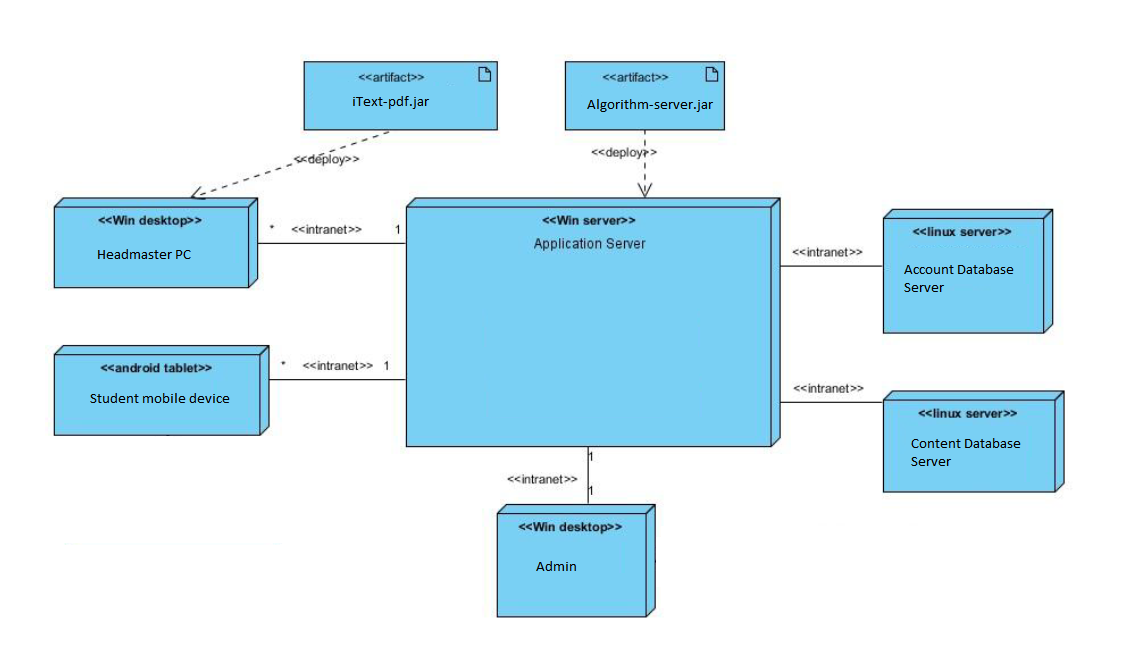 <<artifact>>
iText-pdf.jar
<<artifact>>
Algorithm-server.jar
<<deploy>>
<<deploy>>
<<Win desktop>>
Headmaster PC
* <<intranet>> 1
<<Win server>>
Application Server
<<intranet>>
<<linux server>>
Account Database
Server
<<android tablet>>
Student mobile device
* <<intranet>> 1
<<intranet>>
<<linux server>>
Content Database
Server
1
<<intranet>>
1
<<Win desktop>>
Admin